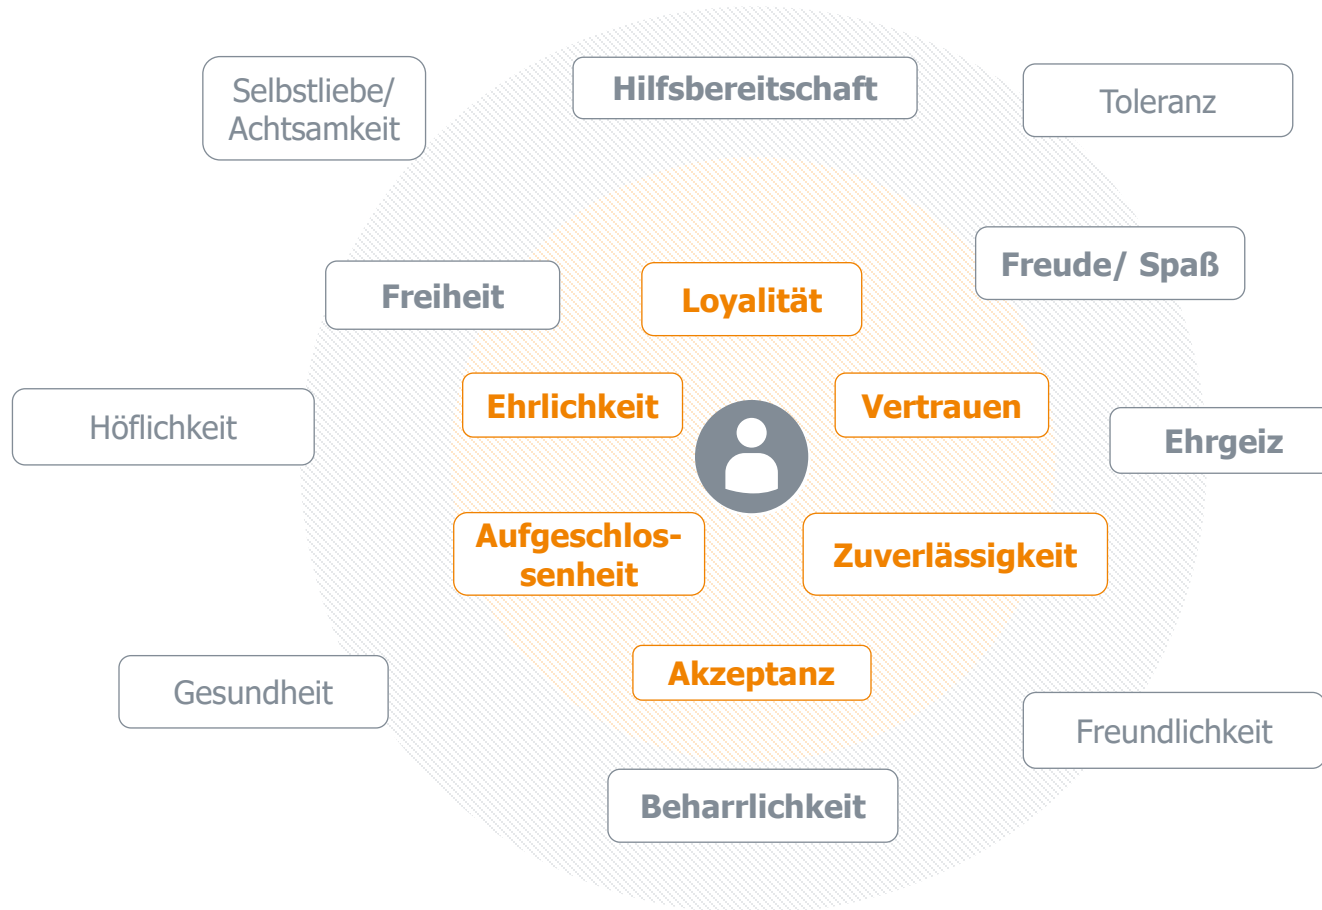 Selbstliebe/
Achtsamkeit
Hilfsbereitschaft
Toleranz
Freude/ Spaß
Freiheit
Loyalität
Ehrlichkeit
Vertrauen
Höflichkeit
Ehrgeiz
Aufgeschlos-
senheit
Zuverlässigkeit
Akzeptanz
Gesundheit
Freundlichkeit
Beharrlichkeit